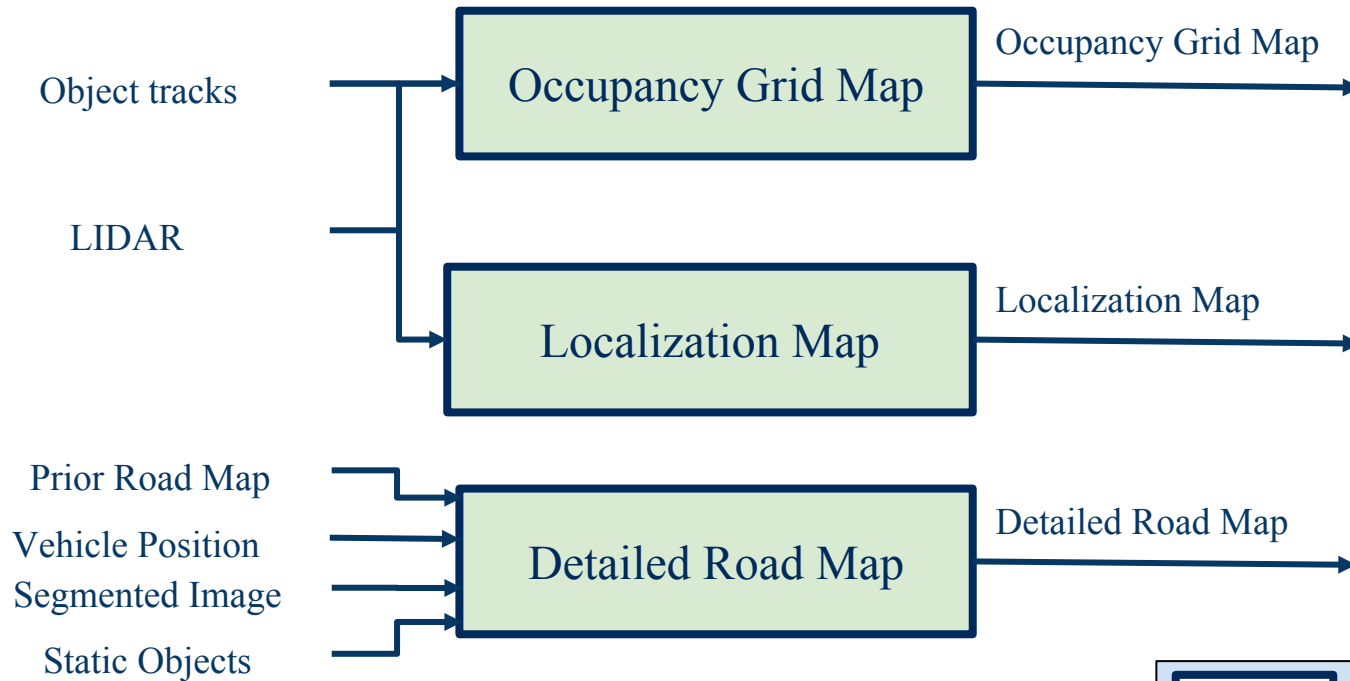 Object tracks
Occupancy Grid Map
Occupancy Grid Map
LIDAR
Localization Map
Localization Map
Prior Road Map
Vehicle Position
Segmented Image
Static Objects
Detailed Road Map
Detailed Road Map